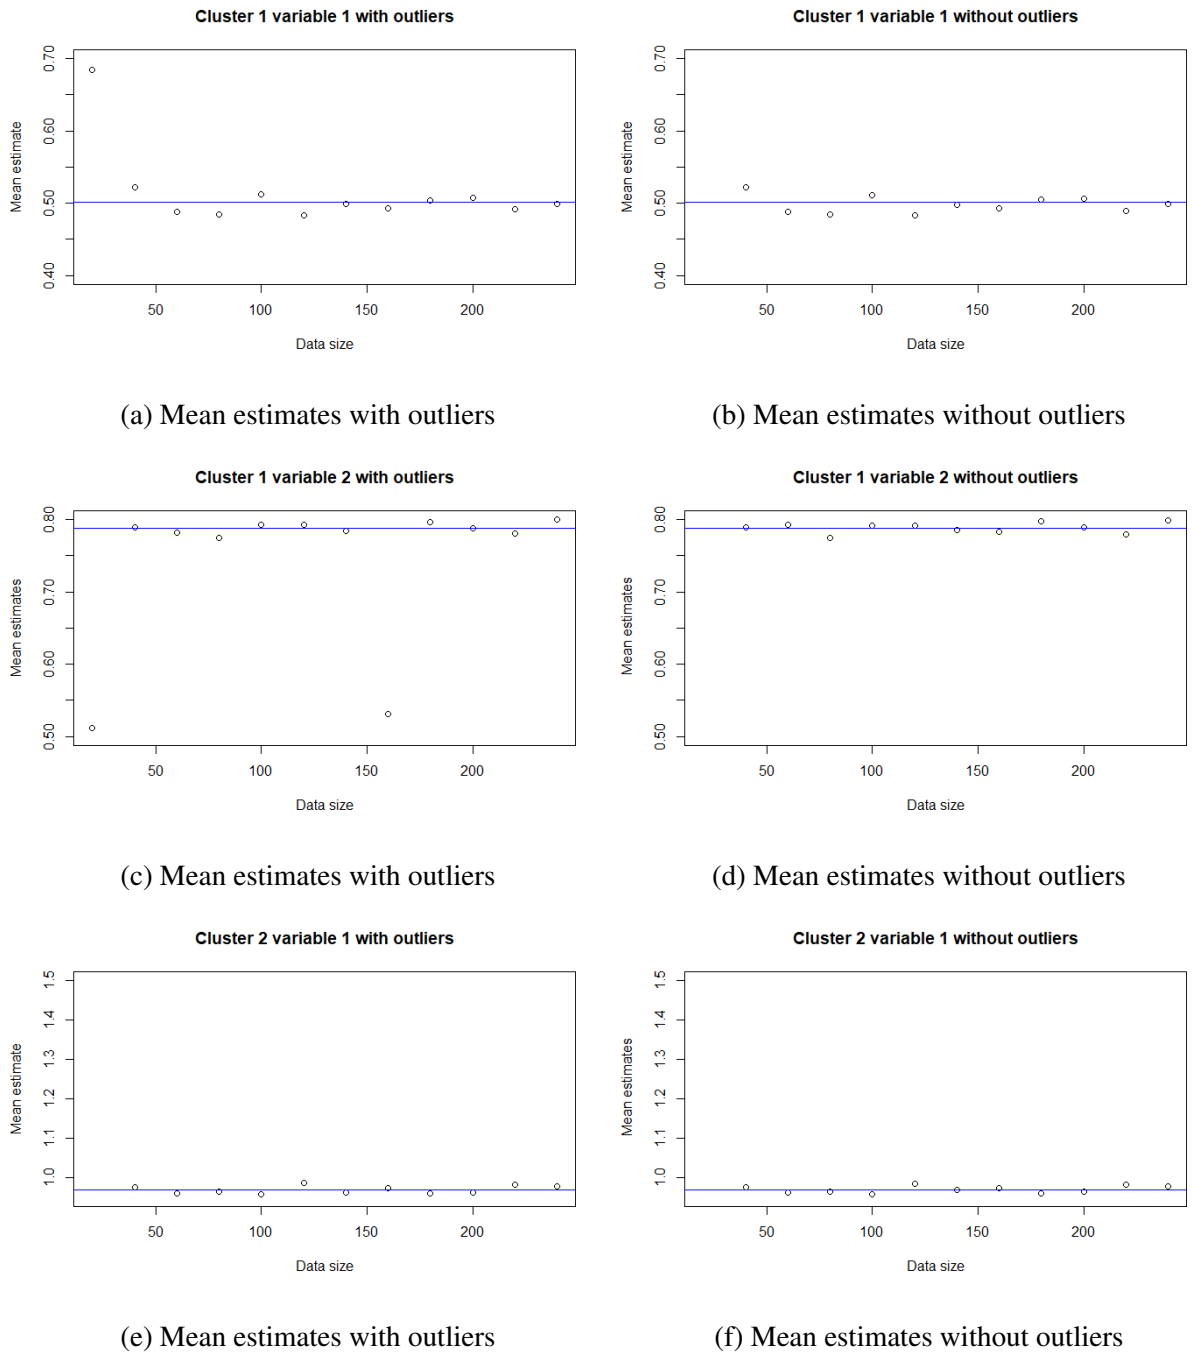 Cluster 1 variable 1 with outliers
Mean estimate
0.70
0.60
0.50
0.40
50 100 150 200
Data size
(a) Mean estimates with outliers
Cluster 1 variable 1 without outliers
Mean estimate
0.70
0.60
0.50
0.40
50 100 150 200
Data size
(b) Mean estimates without outliers
Cluster 1 variable 2 with outliers
Mean estimates
0.80
0.70
0.60
0.50
50 100 150 200
Data size
(c) Mean estimates with outliers
Cluster 1 variable 2 without outliers
Mean estimates
0.80
0.70
0.60
0.50
50 100 150 200
Data size
(d) Mean estimates without outliers
Cluster 2 variable 1 with outliers
Mean estimate
1.5
1.4
1.3
1.2
1.1
1.0
50 100 150 200
Data size
(e) Mean estimates with outliers
Cluster 2 variable 1 without outliers
Mean estimates
1.5
1.4
1.3
1.2
1.1
1.0
50 100 150 200
Data size
(f) Mean estimates without outliers